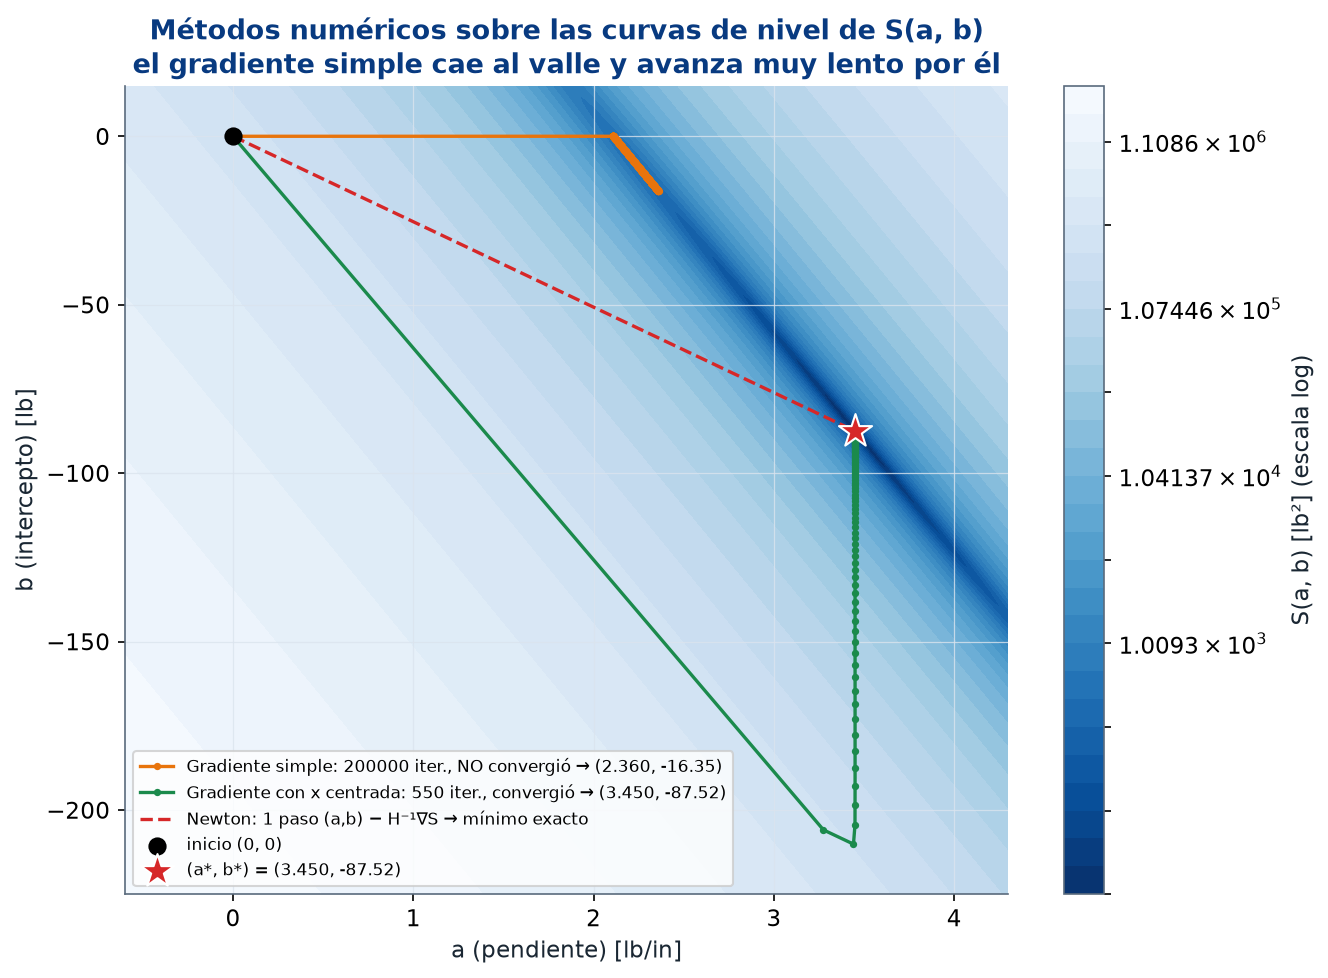 Métodos numéricos sobre las curvas de nivel de S(a, b)
el gradiente simple cae al valle y avanza muy lento por él
b (intercepto) [lb]
0
−50
−100
−150
−200
Gradiente simple: 200000 iter., NO convergió → (2.360, -16.35)
Gradiente con x centrada: 550 iter., convergió → (3.450, -87.52)
Newton: 1 paso (a,b) − H⁻¹∇S → mínimo exacto
inicio (0, 0)
(a*, b*) = (3.450, -87.52)
0 1 2 3 4
a (pendiente) [lb/in]
1.1086 × 10⁶
1.07446 × 10⁵
1.04137 × 10⁴
1.0093 × 10³
S(a, b) [lb²] (escala log)